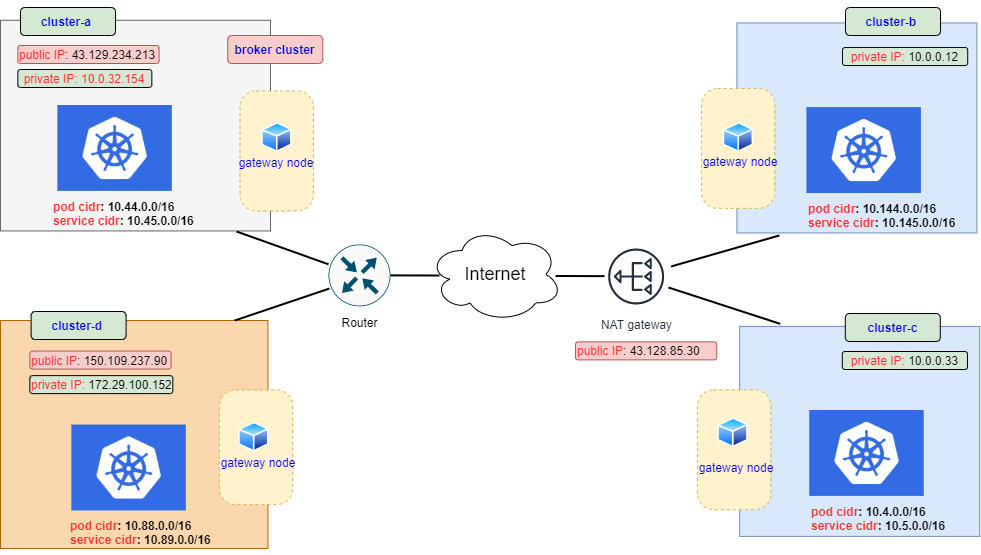 cluster-a
public IP: 43.129.234.213
private IP: 10.0.32.154
broker cluster
gateway node
pod cidr: 10.44.0.0/16
service cidr: 10.45.0.0/16
cluster-b
private IP: 10.0.0.12
gateway node
pod cidr: 10.144.0.0/16
service cidr: 10.145.0.0/16
Router
Internet
NAT gateway
public IP: 43.128.85.30
cluster-d
public IP: 150.109.237.90
private IP: 172.29.100.152
gateway node
pod cidr: 10.88.0.0/16
service cidr: 10.89.0.0/16
cluster-c
private IP: 10.0.0.33
gateway node
pod cidr: 10.4.0.0/16
service cidr: 10.5.0.0/16